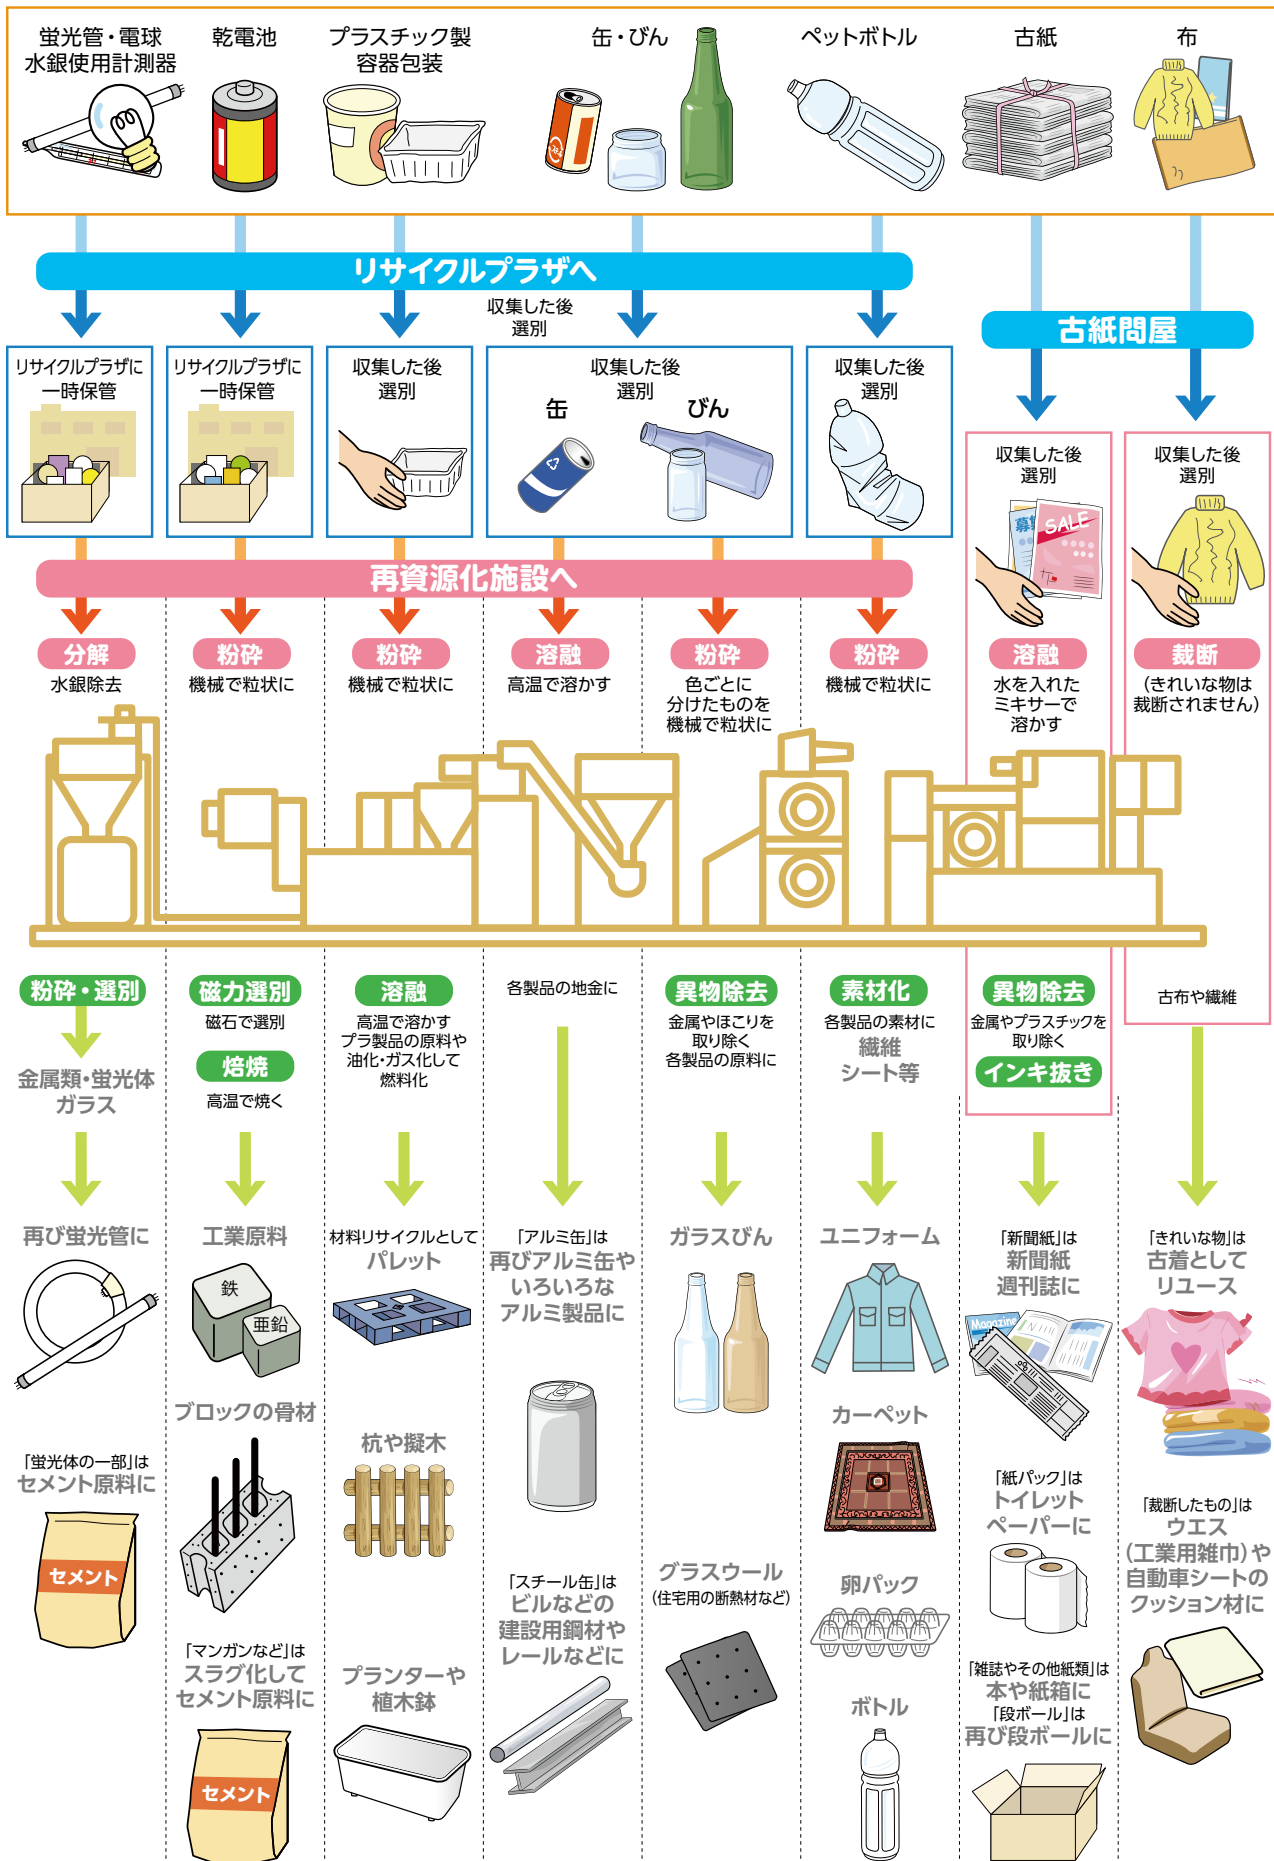 蛍光管・電球
水銀使用計測器
乾電池
プラスチック製
容器包装
缶・びん
ペットボトル
古紙
布
リサイクルプラザへ
収集した後
選別
古紙問屋
リサイクルプラザに
一時保管
リサイクルプラザに
一時保管
収集した後
選別
収集した後
選別
缶
びん
収集した後
選別
収集した後
選別
SALE
収集した後
選別
再資源化施設へ
分解
水銀除去
粉砕
機械で粒状に
粉砕
機械で粒状に
溶融
高温で溶かす
粉砕
色ごとに
分けたものを
機械で粒状に
粉砕
機械で粒状に
溶融
水を入れた
ミキサーで
溶かす
裁断
(きれいな物は
裁断されません)
粉砕・選別
金属類・蛍光体
ガラス
磁力選別
磁石で選別
焙焼
高温で焼く
溶融
高温で溶かす
プラ製品の原料や
油化・ガス化して
燃料化
各製品の地金に
異物除去
金属やほこりを
取り除く
各製品の原料に
素材化
各製品の素材に
繊維
シート等
異物除去
金属やプラスチックを
取り除く
インキ抜き
古布や繊維
再び蛍光管に
「蛍光体の一部」は
セメント原料に
セメント
工業原料
鉄
亜鉛
ブロックの骨材
「マンガンなど」は
スラグ化して
セメント原料に
セメント
材料リサイクルとして
パレット
杭や擬木
プランターや
植木鉢
「アルミ缶」は
再びアルミ缶や
いろいろな
アルミ製品に
「スチール缶」は
ビルなどの
建設用鋼材や
レールなどに
ガラスびん
グラスウール
(住宅用の断熱材など)
ユニフォーム
カーペット
卵パック
ボトル
「新聞紙」は
新聞紙
週刊誌に
Magazine
「紙パック」は
トイレット
ペーパーに
「雑誌やその他紙類」は
本や紙箱に
「段ボール」は
再び段ボールに
「きれいな物」は
古着として
リユース
「裁断したもの」は
ウエス
(工業用雑巾)や
自動車シートの
クッション材に